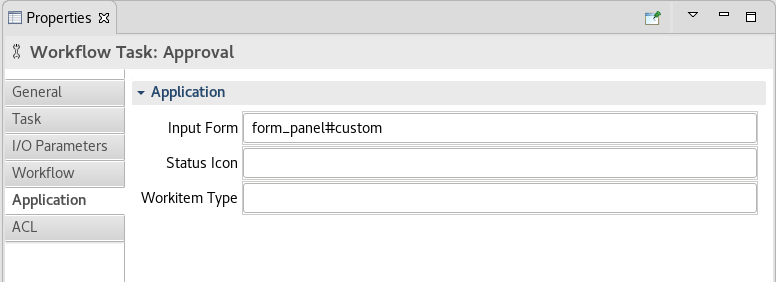 Properties
Workflow Task: Approval
General
Task
I/O Parameters
Workflow
Application
ACL
Application
Input Form form_panel#custom
Status Icon
Workitem Type